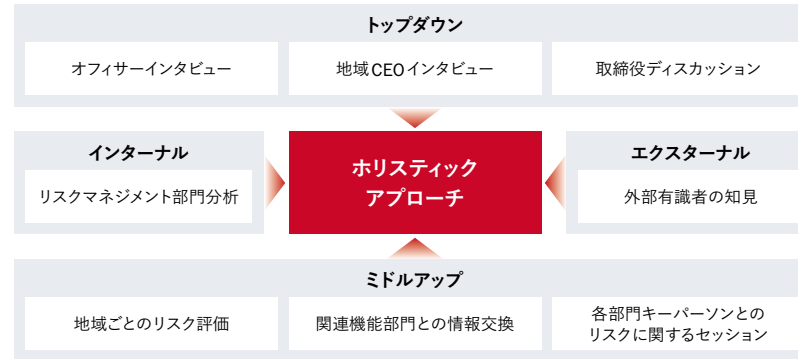 トップダウン
オフィサーインタビュー
地域CEOインタビュー
取締役ディスカッション
インターナル
リスクマネジメント部門分析
ホリスティック
アプローチ
エクスターナル
外部有識者の知見
ミドルアップ
地域ごとのリスク評価
関連機能部門との情報交換
各部門キーパーソンとの
リスクに関するセッション